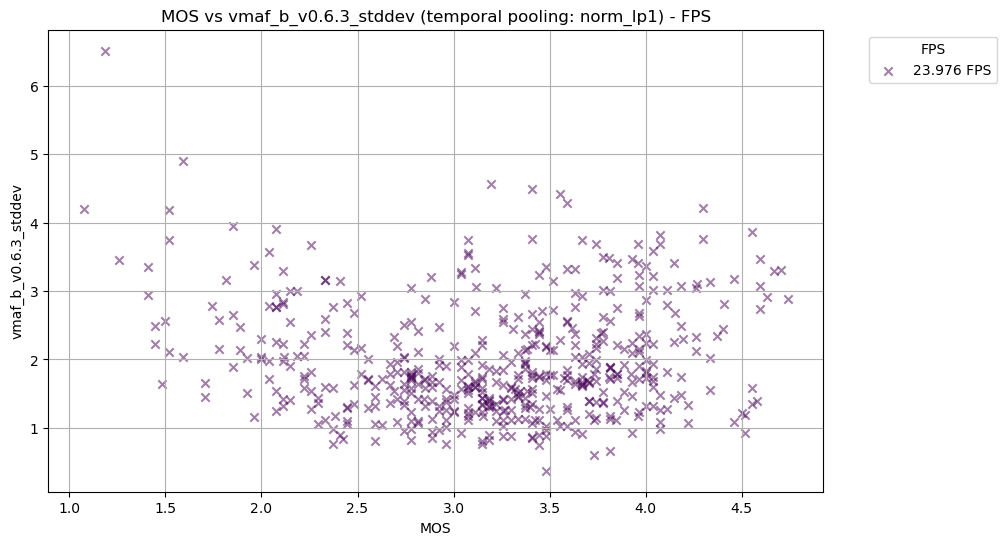 MOS vs vmaf_b_v0.6.3_stddev (temporal pooling: norm_lp1) - FPS
FPS
23.976 FPS
vmaf_b_v0.6.3_stddev
6
5
4
3
2
1
1.0 1.5 2.0 2.5 3.0 3.5 4.0 4.5
MOS